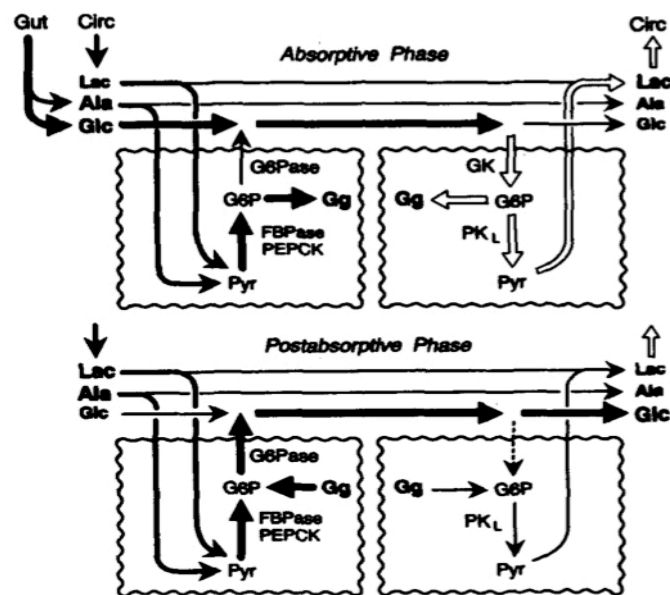 Gut Circ Circ
Absorptive Phase
Lac Lac
Ala Ala
Glc Glc
G6Pase GK
G6P Gg Gg G6P
FBPase
PEPCK PK L
Pyr Pyr
Postabsorptive Phase
Lac Lac
Ala Ala
Glc Glc
G6Pase
G6P Gg Gg G6P
FBPase
PEPCK PK L
Pyr Pyr